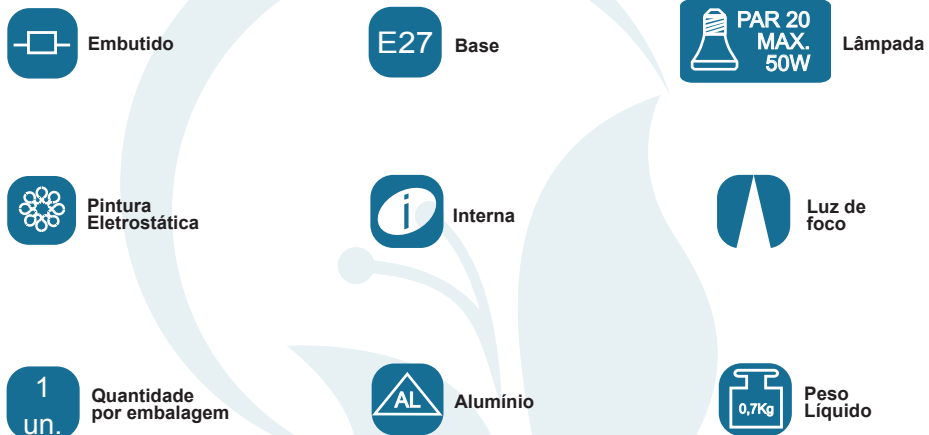 Embutido
E27
Base
PAR 20
MAX.
50W
Lâmpada
Pintura
Eletrostática
i
Interna
Luz de
foco
1
un.
Quantidade
por embalagem
AL
Alumínio
0,7Kg
Peso
Líquido